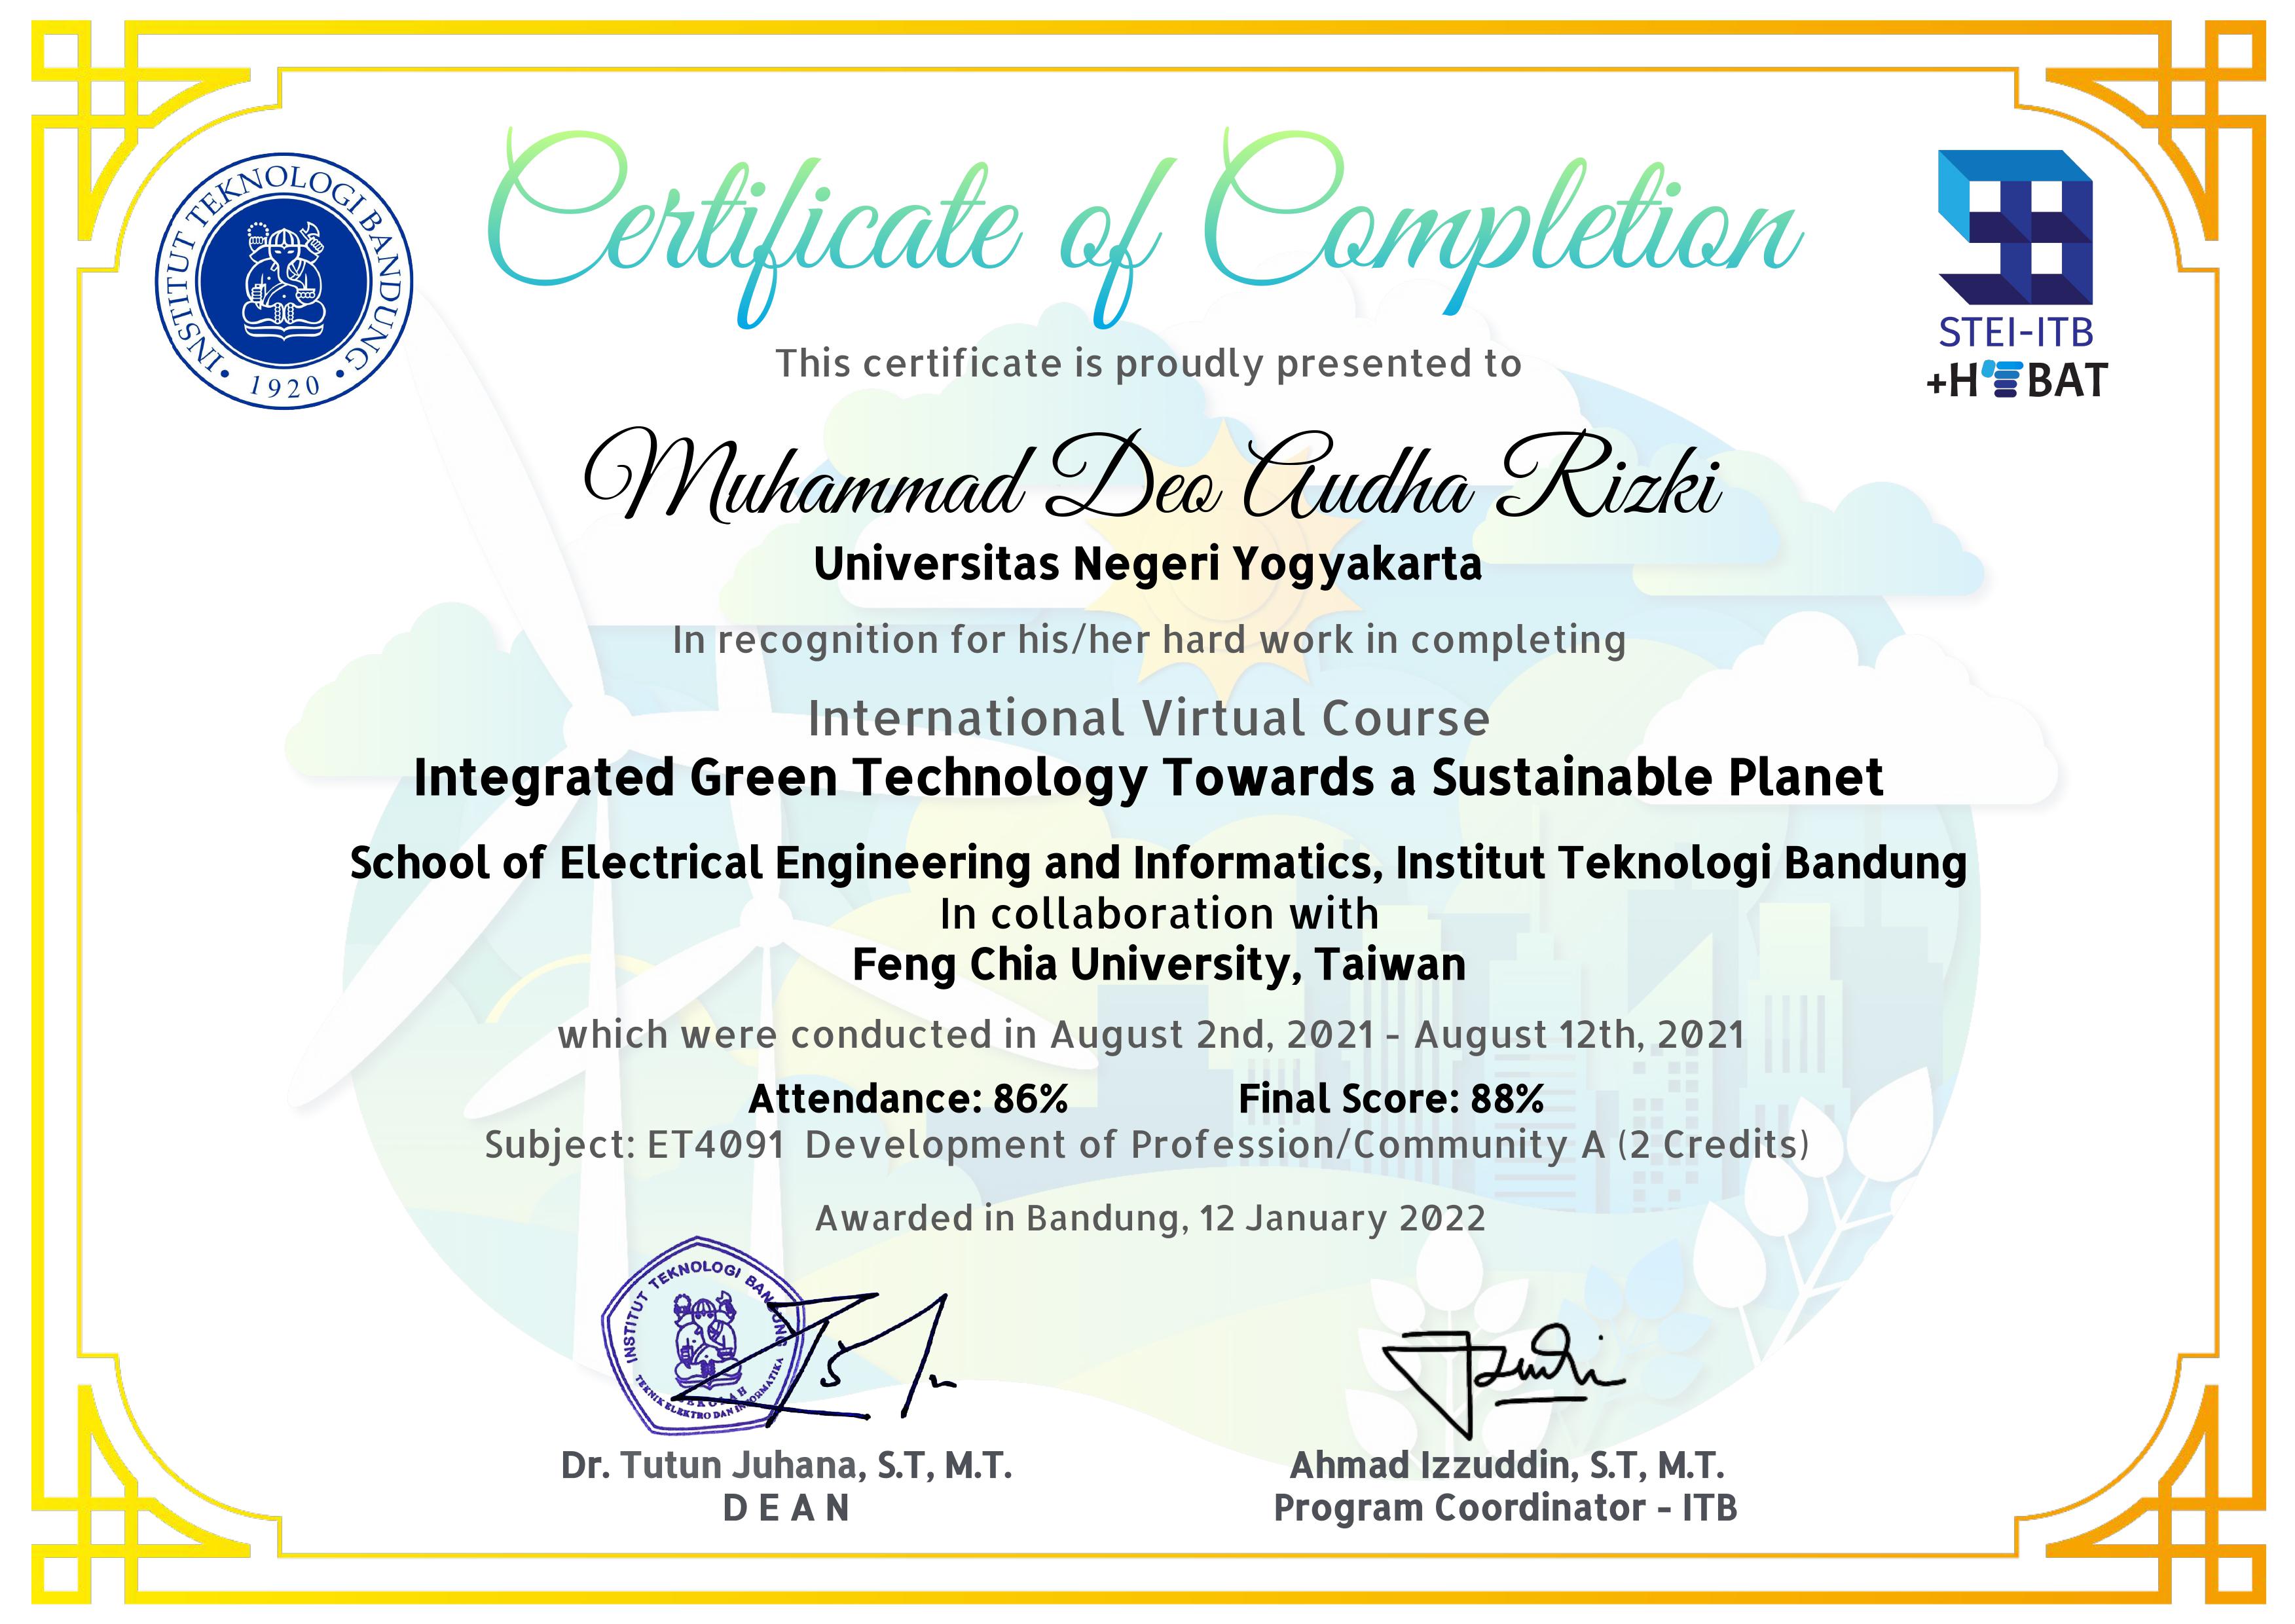 INSTITUT TEKNOLOGI BANDUNG
1920
Certificate of Completion
STEI-ITB
+HEBAT
This certificate is proudly presented to
Muhammad Deo Audha Rizki
Universitas Negeri Yogyakarta
In recognition for his/her hard work in completing
International Virtual Course
Integrated Green Technology Towards a Sustainable Planet
School of Electrical Engineering and Informatics, Institut Teknologi Bandung
In collaboration with
Feng Chia University, Taiwan
which were conducted in August 2nd, 2021 - August 12th, 2021
Attendance: 86% Final Score: 88%
Subject: ET4091 Development of Profession/Community A (2 Credits)
Awarded in Bandung, 12 January 2022
INSTITUT TEKNOLOGI BANDUNG
SEKOLAH
TEKNIK ELEKTRO DAN INFORMATIKA
Dr. Tutun Juhana, S.T, M.T.
D E A N
Ahmad Izzuddin, S.T, M.T.
Program Coordinator - ITB